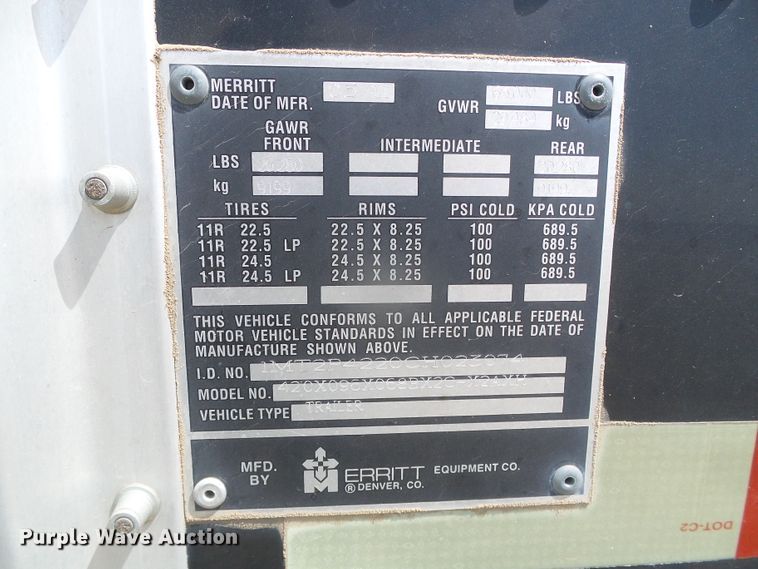 MERRITT
DATE OF MFR.
GVWR LBS
kg
GAWR
FRONT INTERMEDIATE REAR
LBS
kg 9199
TIRES RIMS PSI COLD KPA COLD
11R 22.5 22.5 X 8.25 100 689.5
11R 22.5 LP 22.5 X 8.25 100 689.5
11R 24.5 24.5 X 8.25 100 689.5
11R 24.5 LP 24.5 X 8.25 100 689.5
THIS VEHICLE CONFORMS TO ALL APPLICABLE FEDERAL
MOTOR VEHICLE STANDARDS IN EFFECT ON THE DATE OF
MANUFACTURE SHOWN ABOVE.
I.D. NO. 1MT2P4220CH023074
MODEL NO.
VEHICLE TYPE TRAILER
MFD.
BY
MERRITT EQUIPMENT CO.
® DENVER, CO.
DOT-C2
Purple Wave Auction